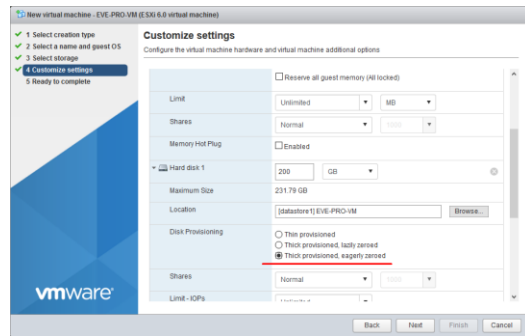 New virtual machine - EVE-PRO-VM (ESXi 6.0 virtual machine)
1 Select creation type
2 Select a name and guest OS
3 Select storage
4 Customize settings
5 Ready to complete
Customize settings
Configure the virtual machine hardware and virtual machine additional options
Reserve all guest memory (All locked)
Limit Unlimited MB
Shares Normal 1000
Memory Hot Plug Enabled
Hard disk 1 200 GB
Maximum Size 231.79 GB
Location [datastore1] EVE-PRO-VM Browse...
Disk Provisioning Thin provisioned
Thick provisioned, lazily zeroed
Thick provisioned, eagerly zeroed
Shares Normal 1000
Limit - IOPs Unlimited
vmware
Back Next Finish Cancel